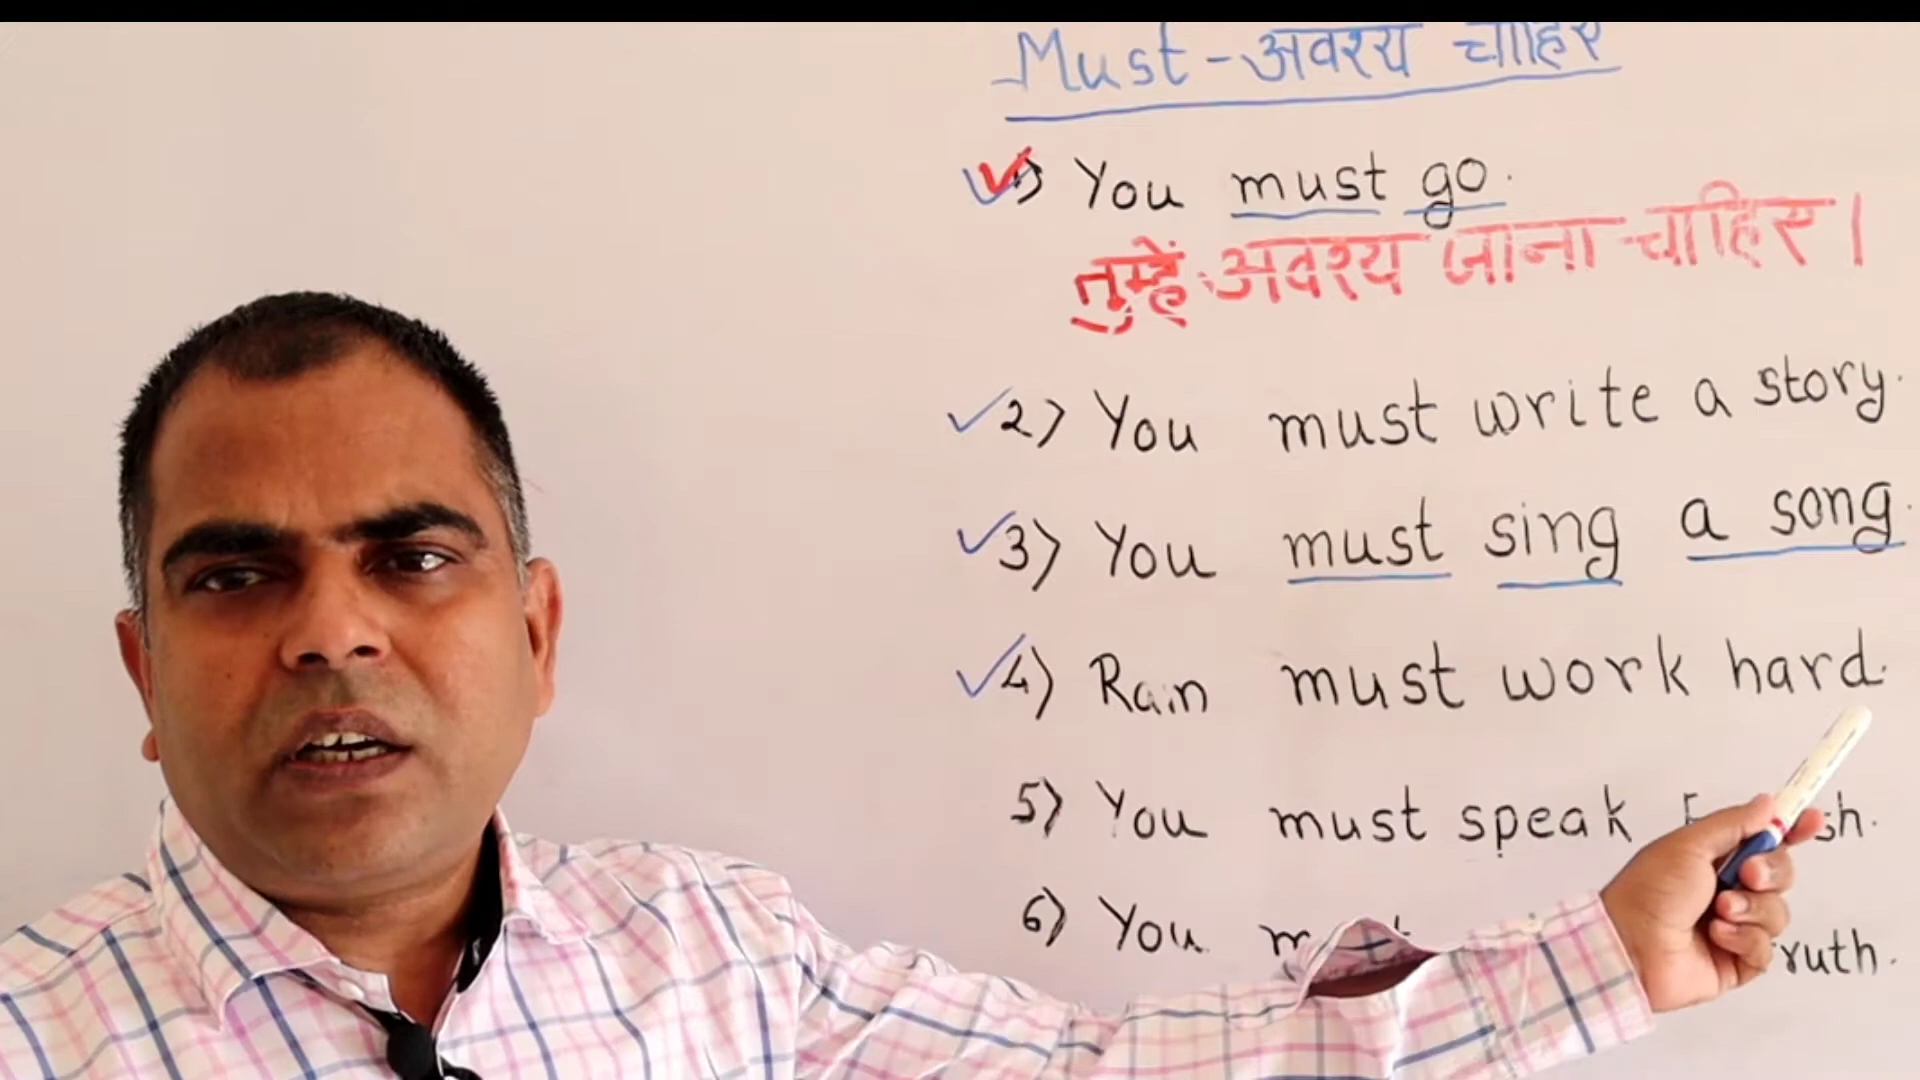 Must - अवश्य चाहिए
1) You must go.
तुम्हें अवश्य जाना चाहिए।
2) You must write a story.
3) You must sing a song.
4) Ram must work hard.
5) You must speak
6) You